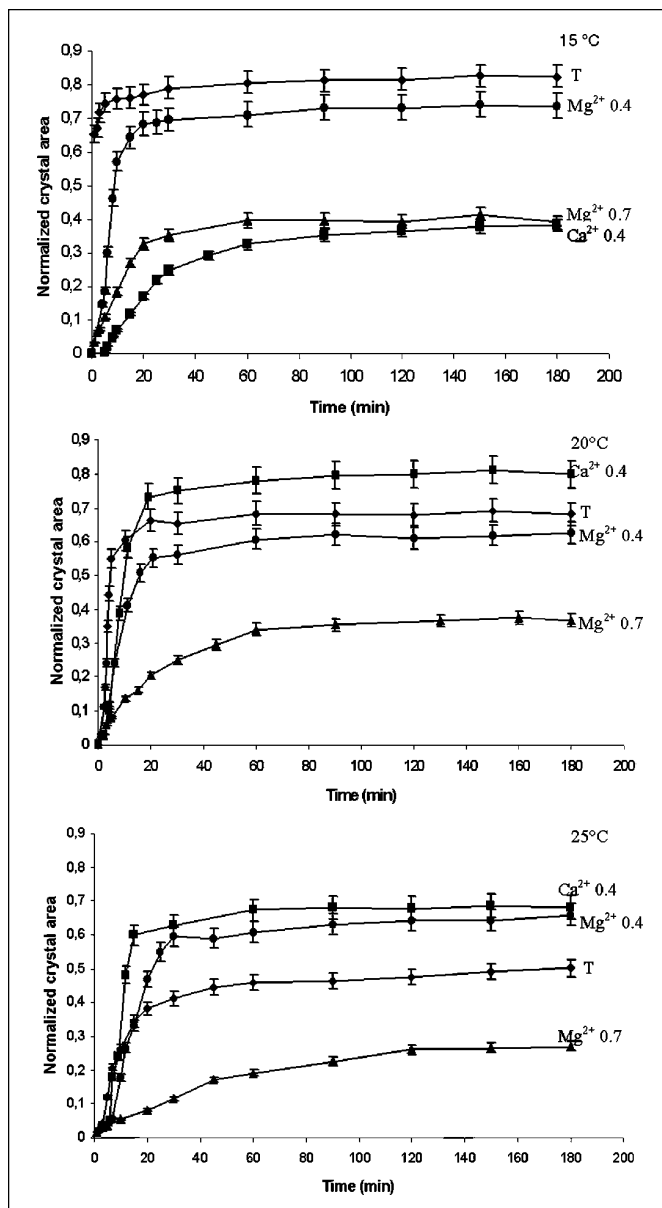 15 °C
0,9
0,8
0,7
0,6
0,5
0,4
0,3
0,2
0,1
0
Normalized crystal area
T
Mg²⁺ 0.4
Mg²⁺ 0.7
Ca²⁺ 0.4
0 20 40 60 80 100 120 140 160 180 200
Time (min)
20°C
0,9
0,8
0,7
0,6
0,5
0,4
0,3
0,2
0,1
0
Normalized crystal area
Ca²⁺ 0.4
T
Mg²⁺ 0.4
Mg²⁺ 0.7
0 20 40 60 80 100 120 140 160 180 200
Time (min)
25°C
0,9
0,8
0,7
0,6
0,5
0,4
0,3
0,2
0,1
0
Normalized crystal area
Ca²⁺ 0.4
Mg²⁺ 0.4
T
Mg²⁺ 0.7
0 20 40 60 80 100 120 140 160 180 200
Time (min)